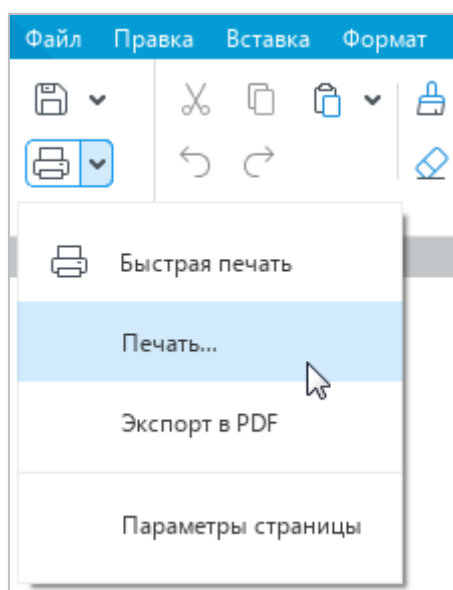 Файл Правка Вставка Формат
Быстрая печать
Печать...
Экспорт в PDF
Параметры страницы